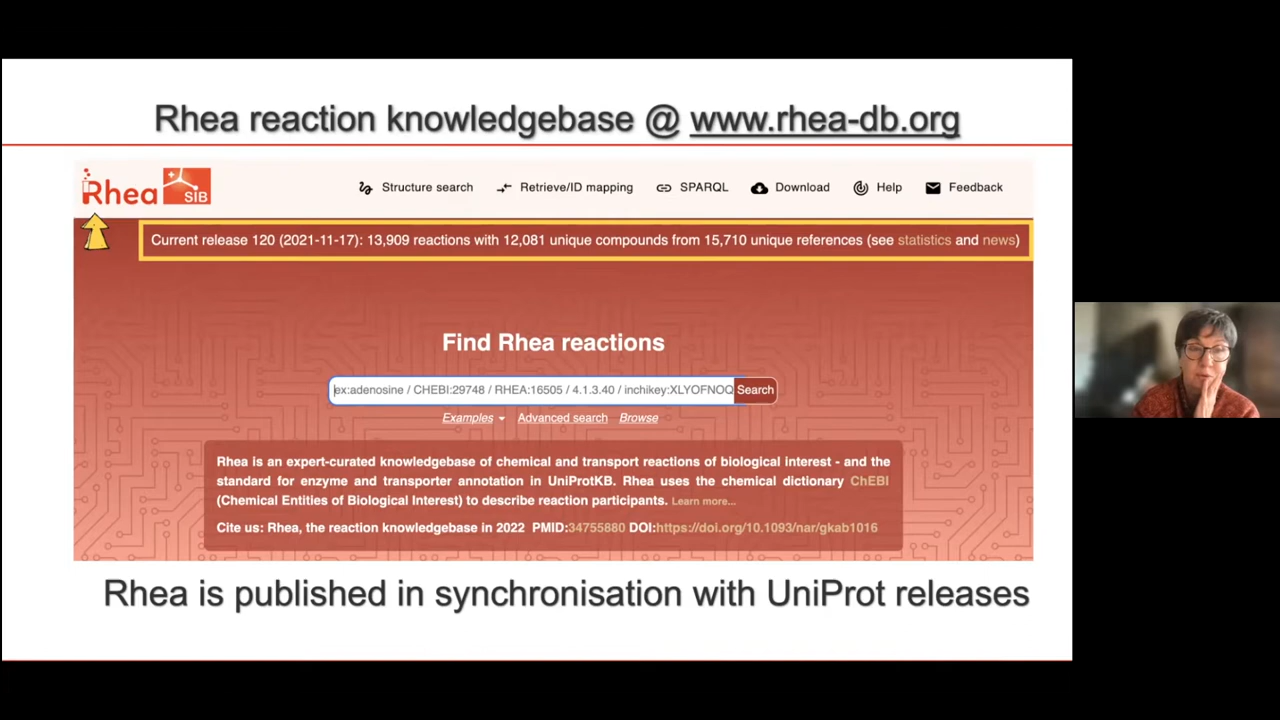 Rhea reaction knowledgebase @ www.rhea-db.org
Rhea SIB
Structure search Retrieve/ID mapping SPARQL Download Help Feedback
Current release 120 (2021-11-17): 13,909 reactions with 12,081 unique compounds from 15,710 unique references (see statistics and news)
Find Rhea reactions
ex:adenosine / CHEBI:29748 / RHEA:16505 / 4.1.3.40 / inchikey:XLYOFNOQ Search
Examples Advanced search Browse
Rhea is an expert-curated knowledgebase of chemical and transport reactions of biological interest - and the
standard for enzyme and transporter annotation in UniProtKB. Rhea uses the chemical dictionary ChEBI
(Chemical Entities of Biological Interest) to describe reaction participants. Learn more...
Cite us: Rhea, the reaction knowledgebase in 2022 PMID:34755880 DOI:https://doi.org/10.1093/nar/gkab1016
Rhea is published in synchronisation with UniProt releases